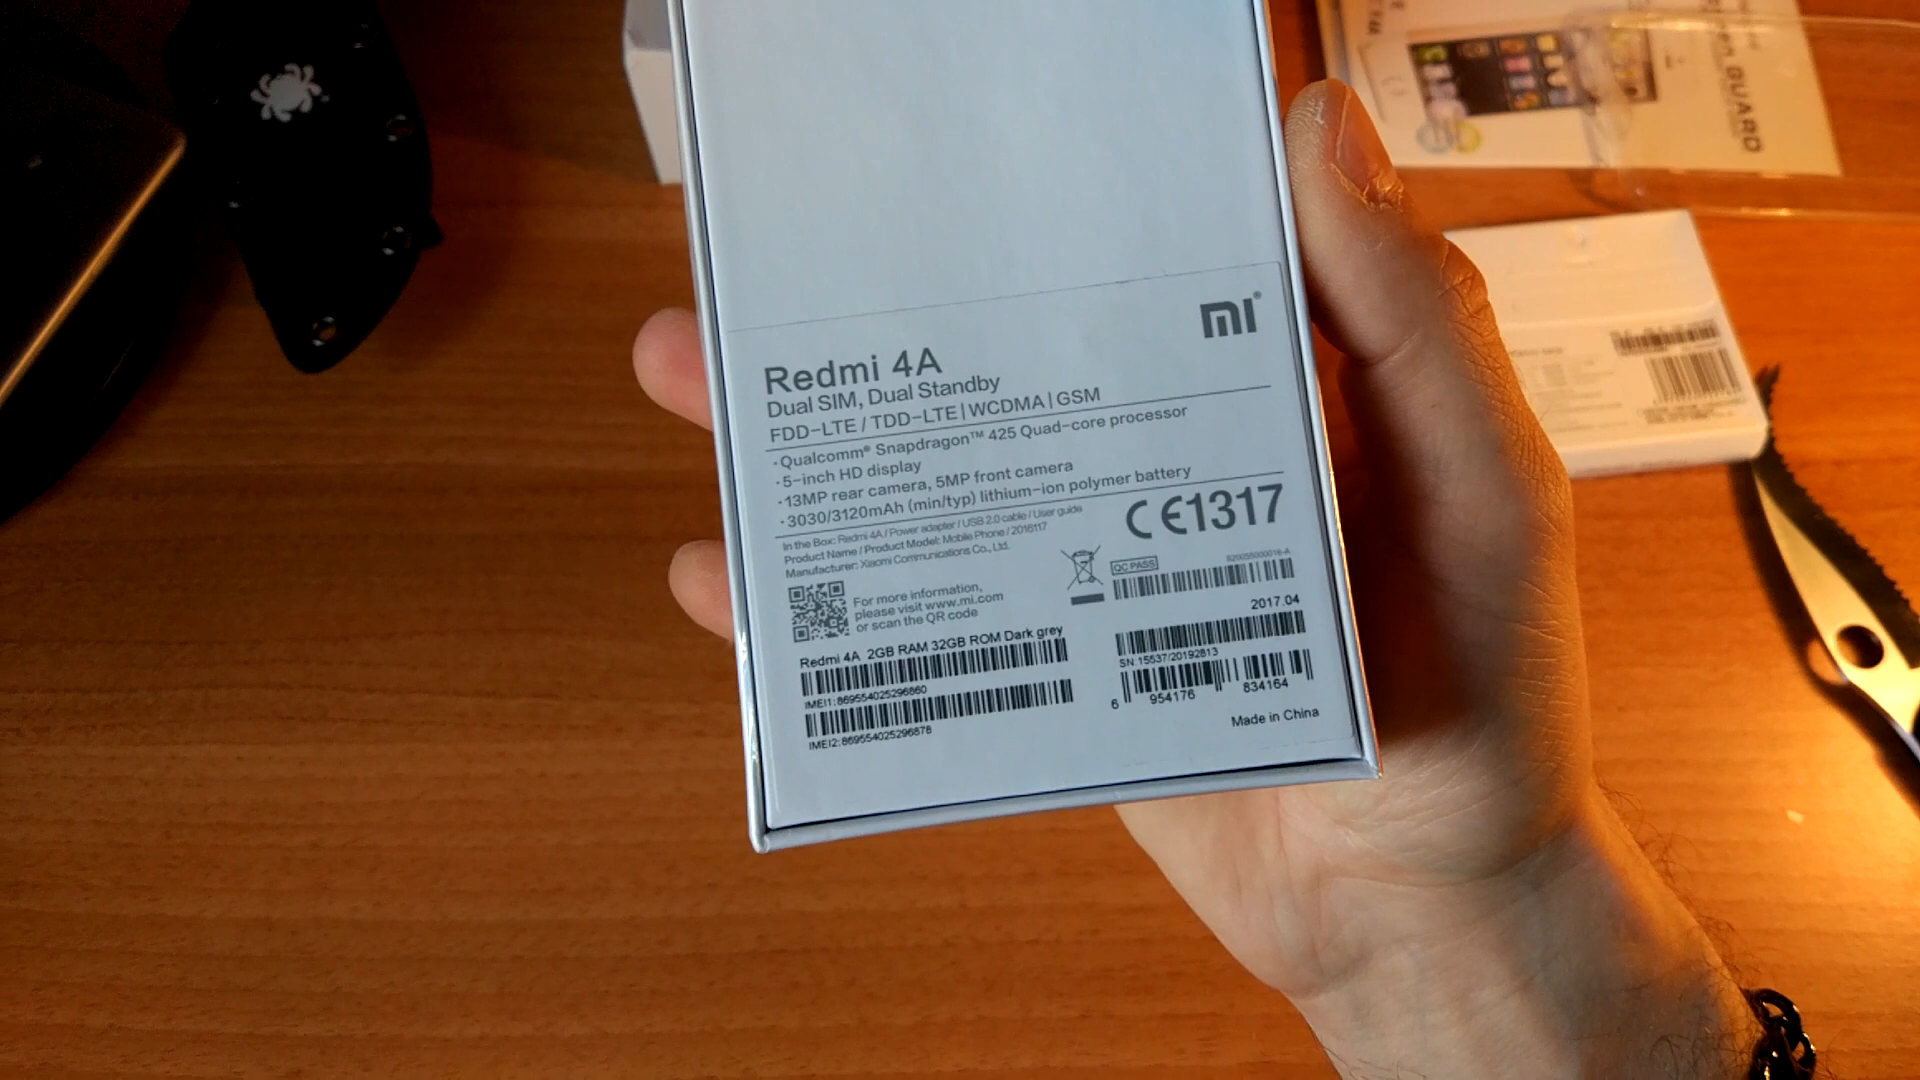 mi®
Redmi 4A
Dual SIM, Dual Standby
FDD-LTE / TDD-LTE | WCDMA | GSM
·Qualcomm® Snapdragon™ 425 Quad-core processor
·5-inch HD display
·13MP rear camera, 5MP front camera
·3030/3120mAh (min/typ) lithium-ion polymer battery
In the Box: Redmi 4A / Power adapter / USB 2.0 cable / User guide
Product Name / Product Model: Mobile Phone / 2016117
Manufacturer: Xiaomi Communications Co., Ltd.
CE1317
For more information,
please visit www.mi.com
or scan the QR code
QC PASS
2017.04
Redmi 4A 2GB RAM 32GB ROM Dark grey
IMEI1:869554025296860
IMEI2:869554025296878
SN:15537/20192813
6 954176 834164
Made in China
GUARD